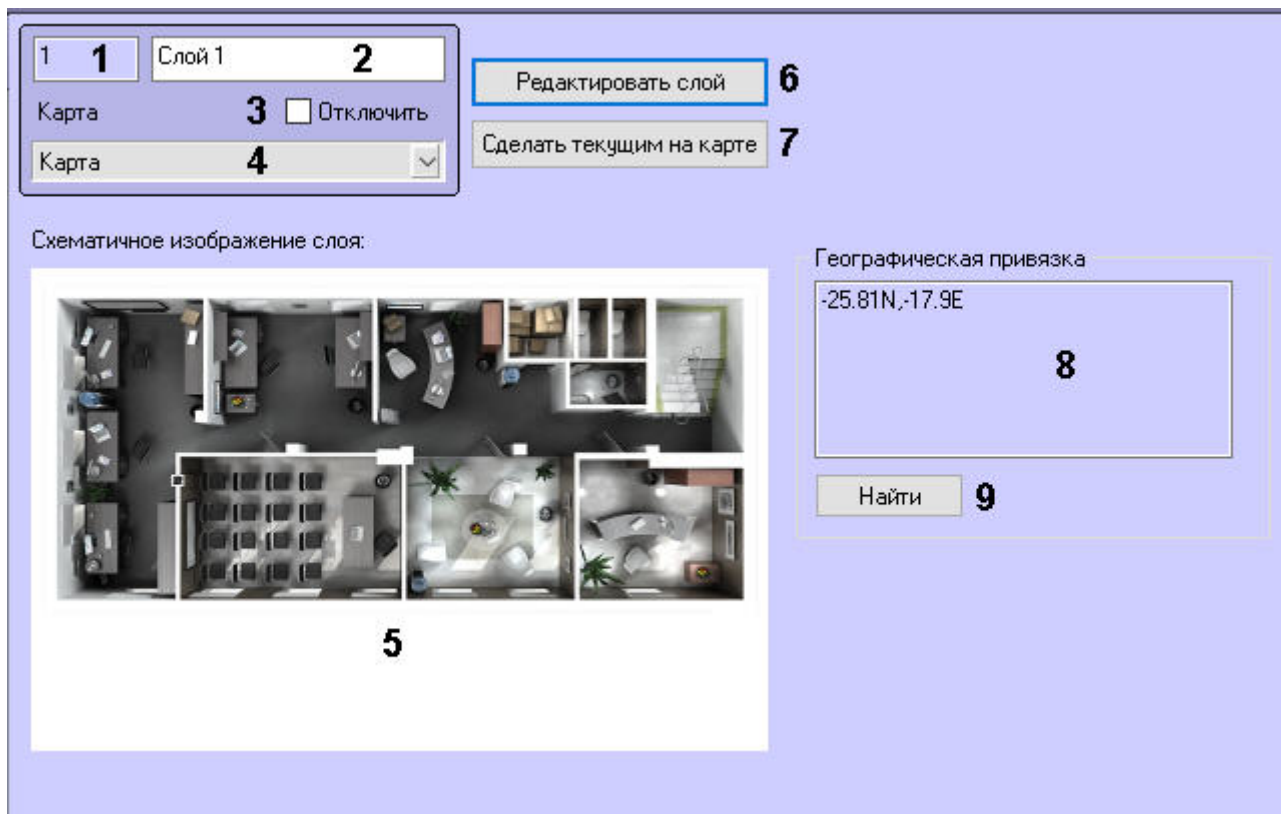 1 1 Слой 1 2
Редактировать слой 6
Карта 3 Отключить
Сделать текущим на карте 7
Карта 4
Схематичное изображение слоя:
Географическая привязка
-25.81N,-17.9E
8
Найти 9
5